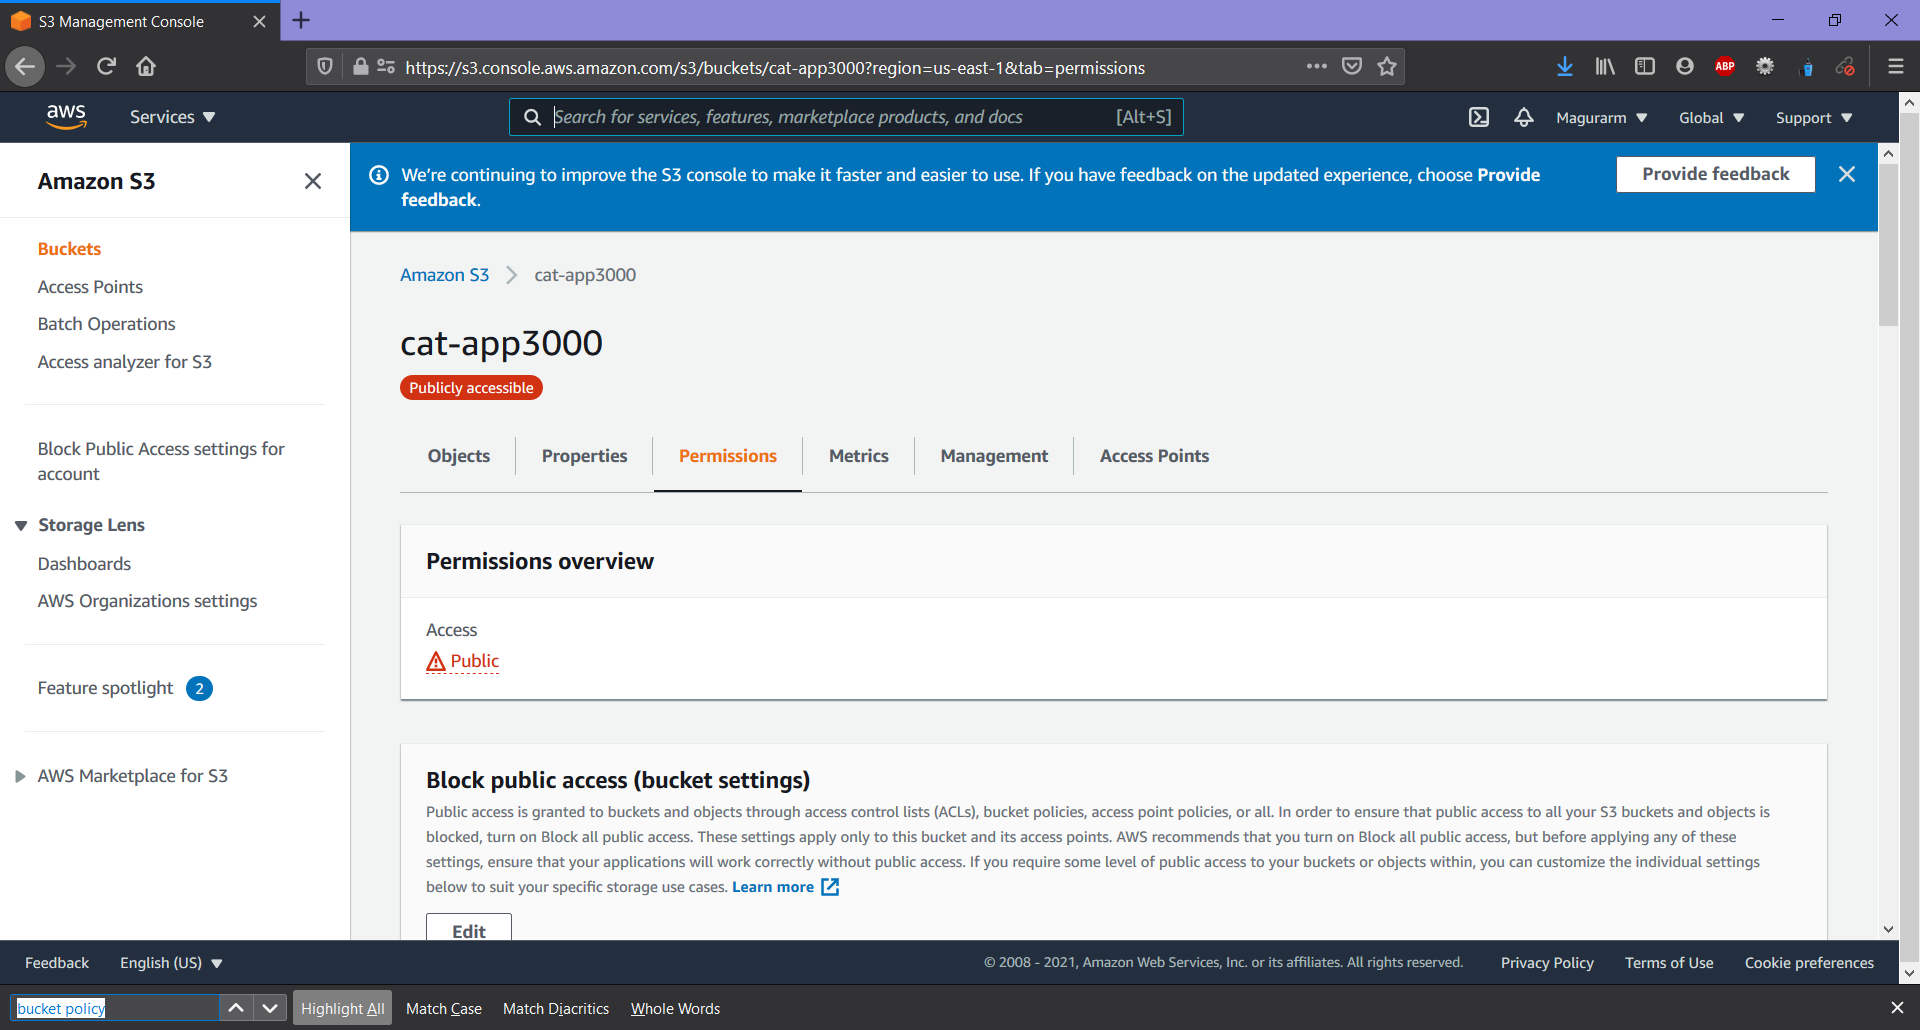 S3 Management Console
https://s3.console.aws.amazon.com/s3/buckets/cat-app3000?region=us-east-1&tab=permissions
ABP
aws
Services
Search for services, features, marketplace products, and docs
[Alt+S]
Magurarm
Global
Support
Amazon S3
Buckets
Access Points
Batch Operations
Access analyzer for S3
Block Public Access settings for
account
Storage Lens
Dashboards
AWS Organizations settings
Feature spotlight 2
AWS Marketplace for S3
We're continuing to improve the S3 console to make it faster and easier to use. If you have feedback on the updated experience, choose Provide
feedback.
Provide feedback
Amazon S3 cat-app3000
cat-app3000
Publicly accessible
Objects
Properties
Permissions
Metrics
Management
Access Points
Permissions overview
Access
Public
Block public access (bucket settings)
Public access is granted to buckets and objects through access control lists (ACLs), bucket policies, access point policies, or all. In order to ensure that public access to all your S3 buckets and objects is
blocked, turn on Block all public access. These settings apply only to this bucket and its access points. AWS recommends that you turn on Block all public access, but before applying any of these
settings, ensure that your applications will work correctly without public access. If you require some level of public access to your buckets or objects within, you can customize the individual settings
below to suit your specific storage use cases. Learn more
Edit
Feedback
English (US)
© 2008 - 2021, Amazon Web Services, Inc. or its affiliates. All rights reserved.
Privacy Policy
Terms of Use
Cookie preferences
bucket policy
Highlight All
Match Case
Match Diacritics
Whole Words